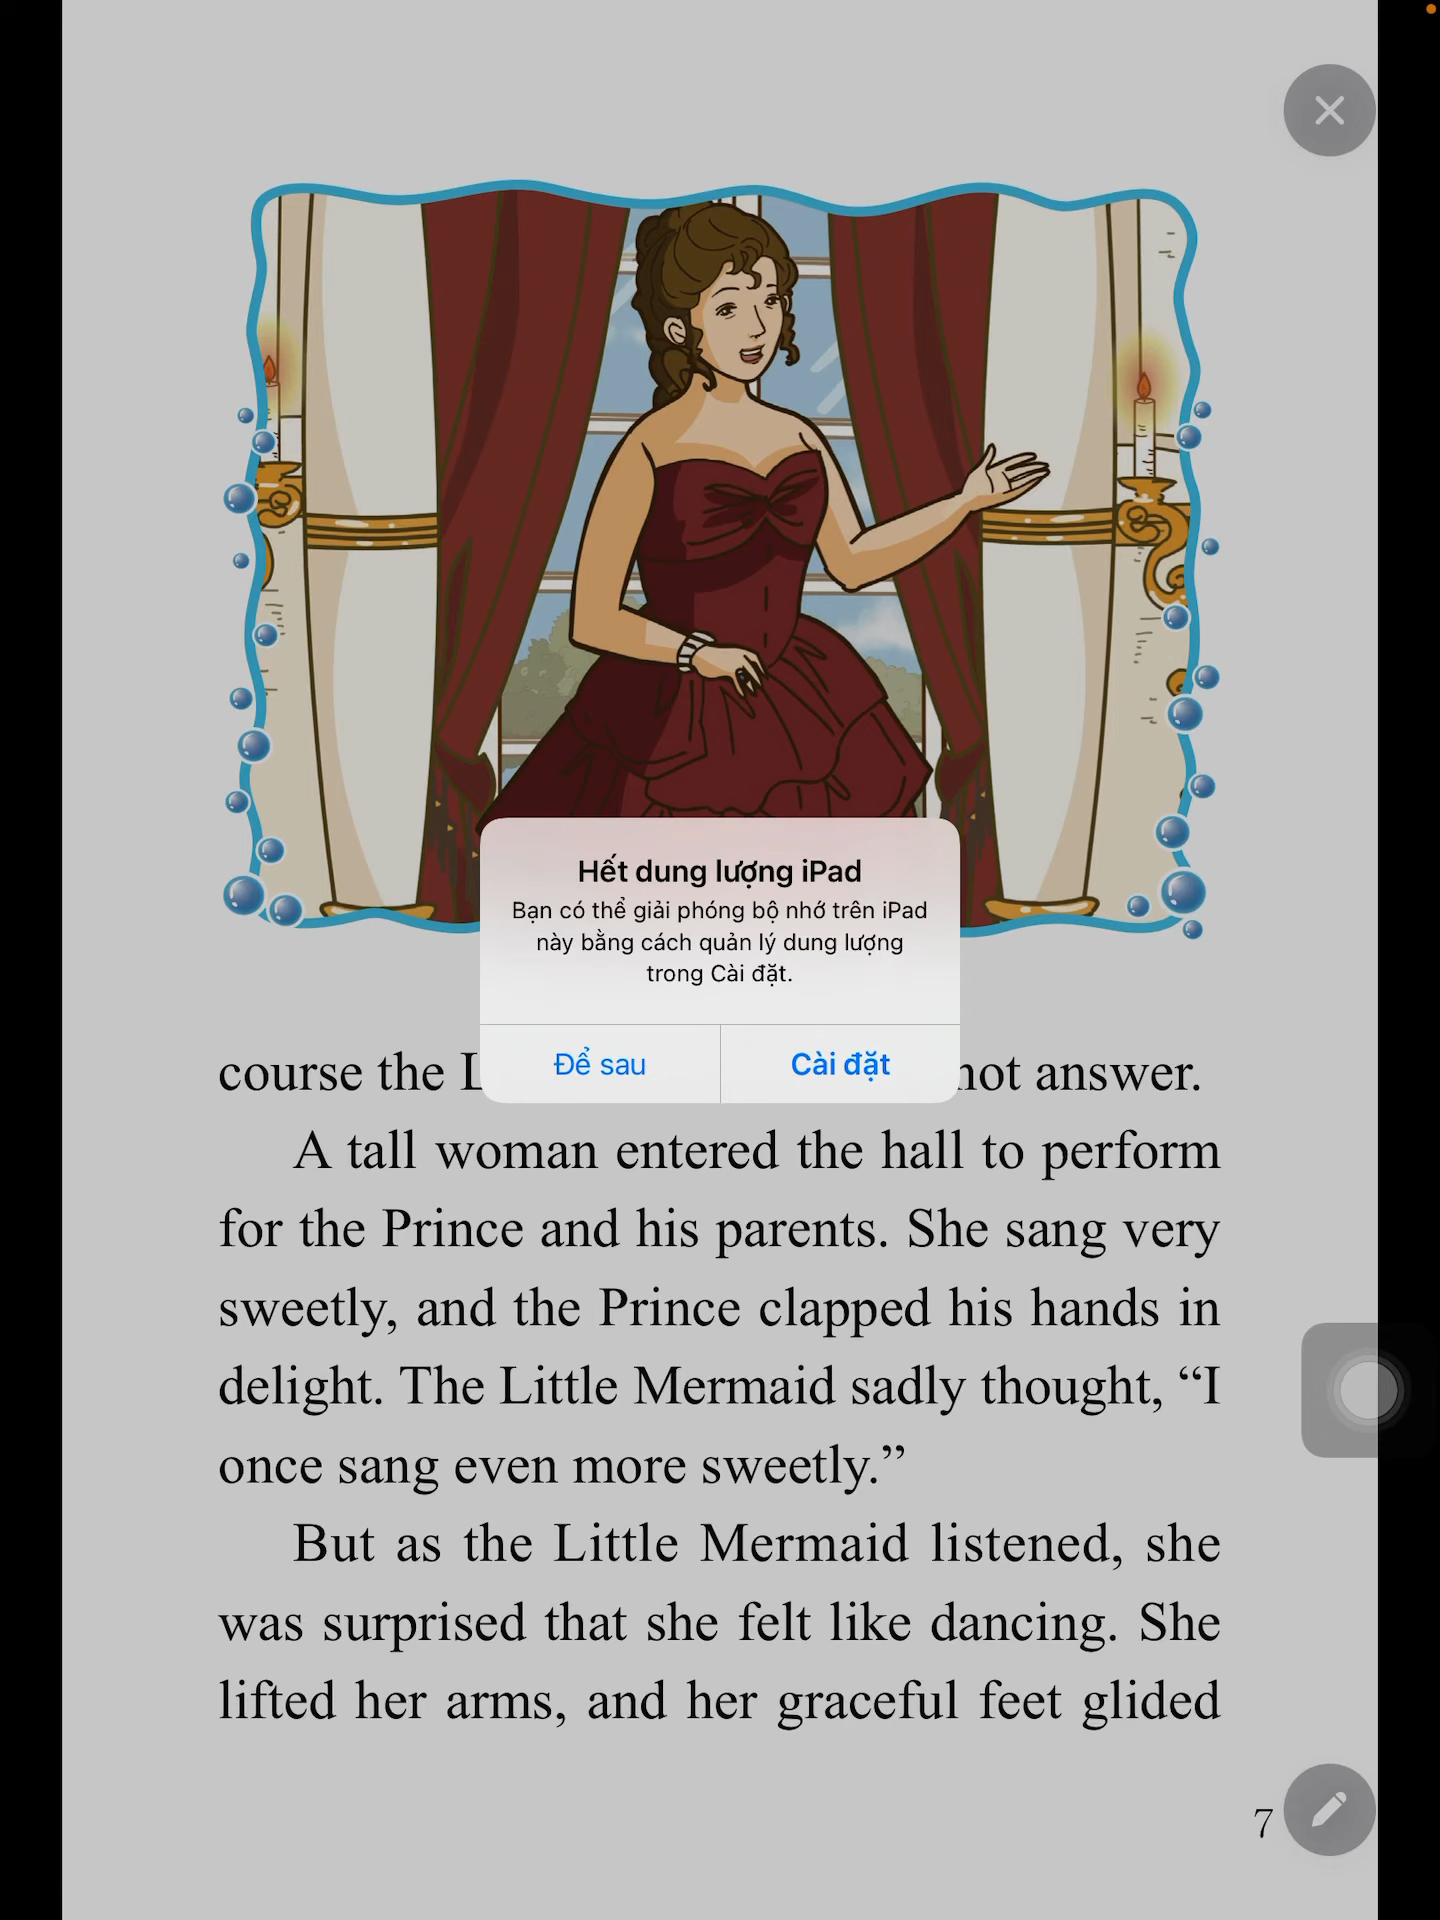 Hết dung lượng iPad
Bạn có thể giải phóng bộ nhớ trên iPad
này bằng cách quản lý dung lượng
trong Cài đặt.
Để sau Cài đặt
course the L not answer.
A tall woman entered the hall to perform
for the Prince and his parents. She sang very
sweetly, and the Prince clapped his hands in
delight. The Little Mermaid sadly thought, “I
once sang even more sweetly.”
But as the Little Mermaid listened, she
was surprised that she felt like dancing. She
lifted her arms, and her graceful feet glided
7